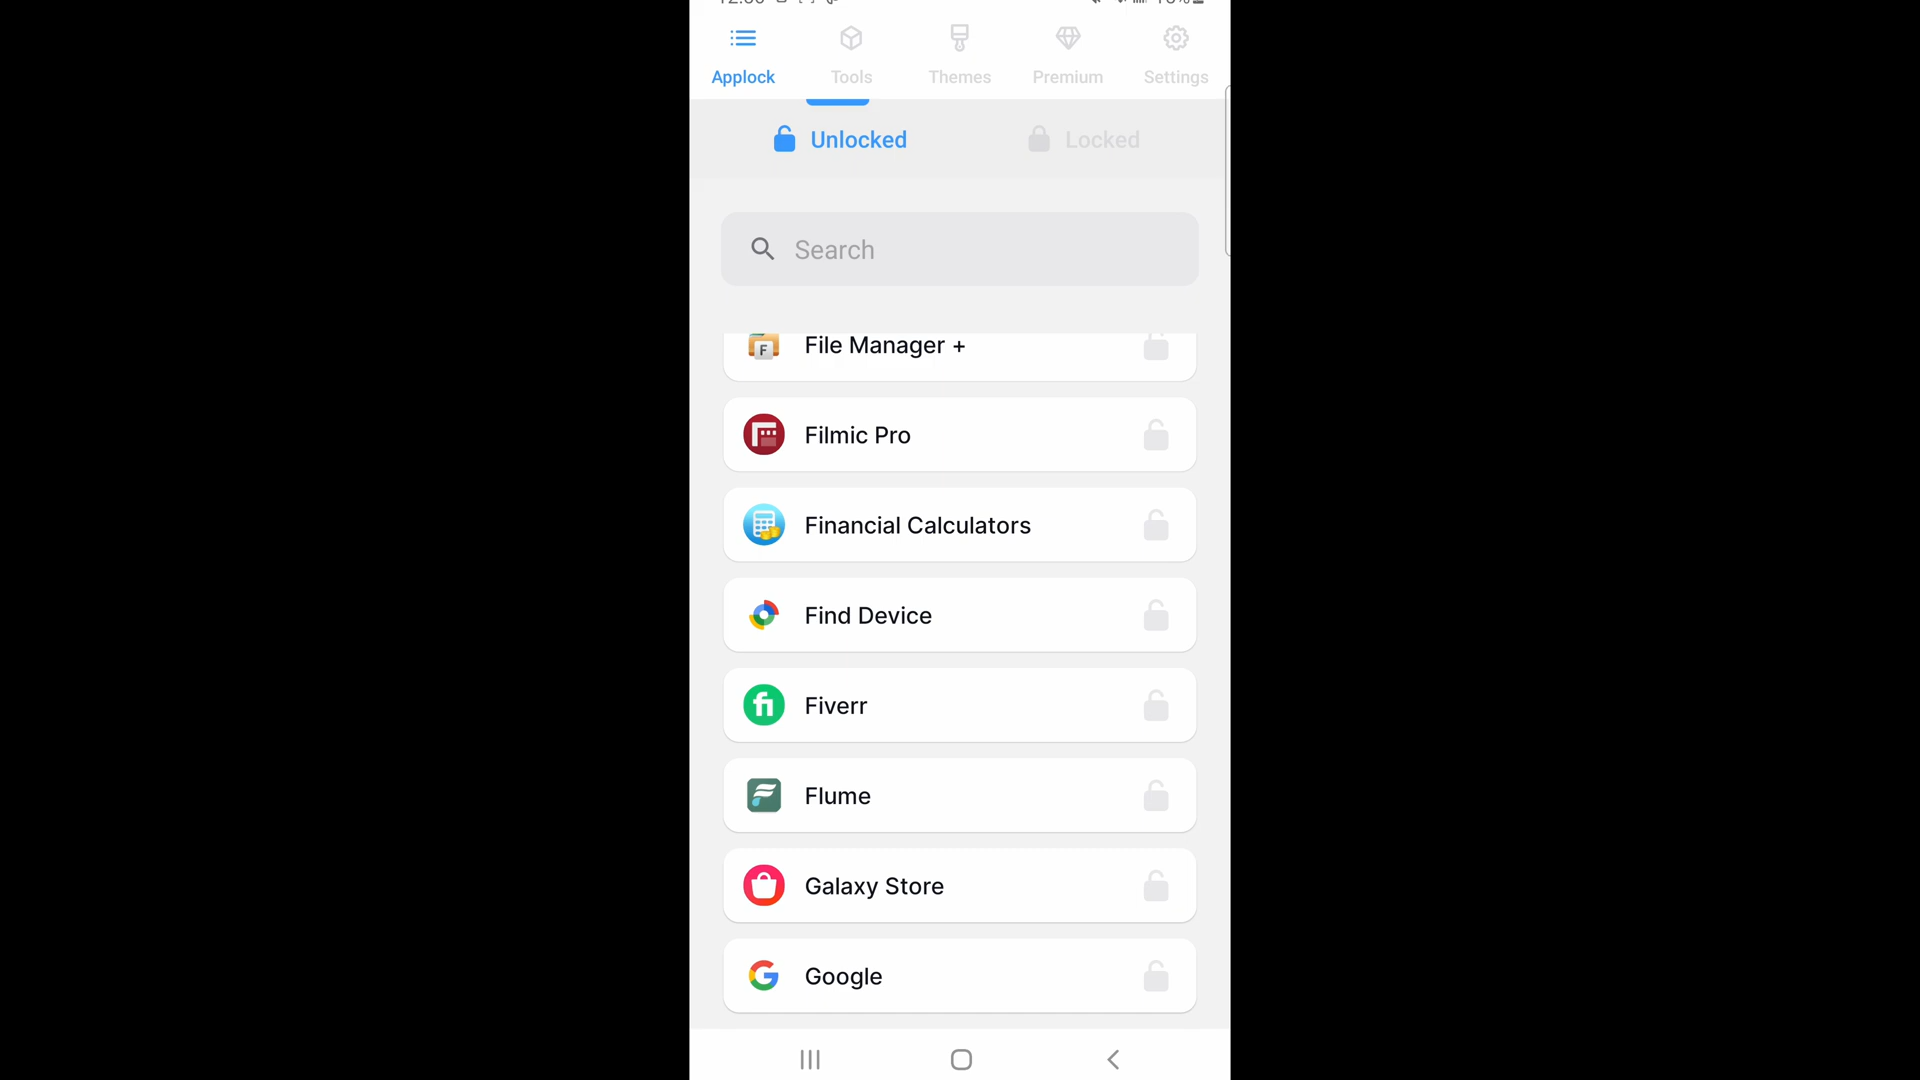 Applock
Tools
Themes
Premium
Settings
Unlocked
Locked
Search
File Manager +
Filmic Pro
Financial Calculators
Find Device
Fiverr
Flume
Galaxy Store
Google